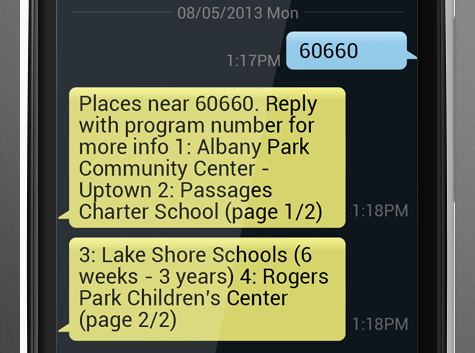 08/05/2013 Mon
60660
1:17PM
Places near 60660. Reply
with program number for
more info 1: Albany Park
Community Center -
Uptown 2: Passages
Charter School (page 1/2)
1:18PM
3: Lake Shore Schools (6
weeks - 3 years) 4: Rogers
Park Children's Center
(page 2/2)
1:18PM